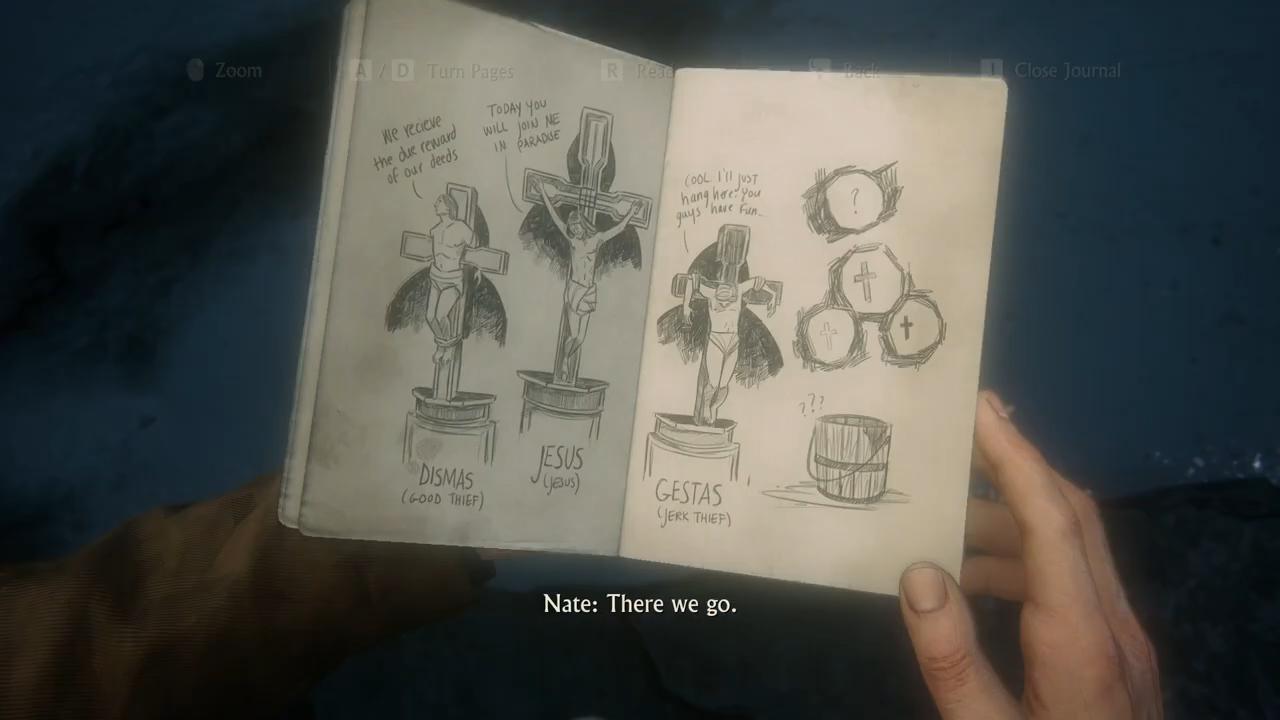 Zoom
A / D Turn Pages
R Read
Back
J Close Journal
We recieve
the due reward
of our deeds
TODAY YOU
WILL JOIN ME
IN PARADISE
COOL I'll JUST
hang here. You
guys have fun...
?
???
DISMAS
(GOOD THIEF)
JESUS
(JESUS)
GESTAS
(JERK THIEF)
Nate: There we go.